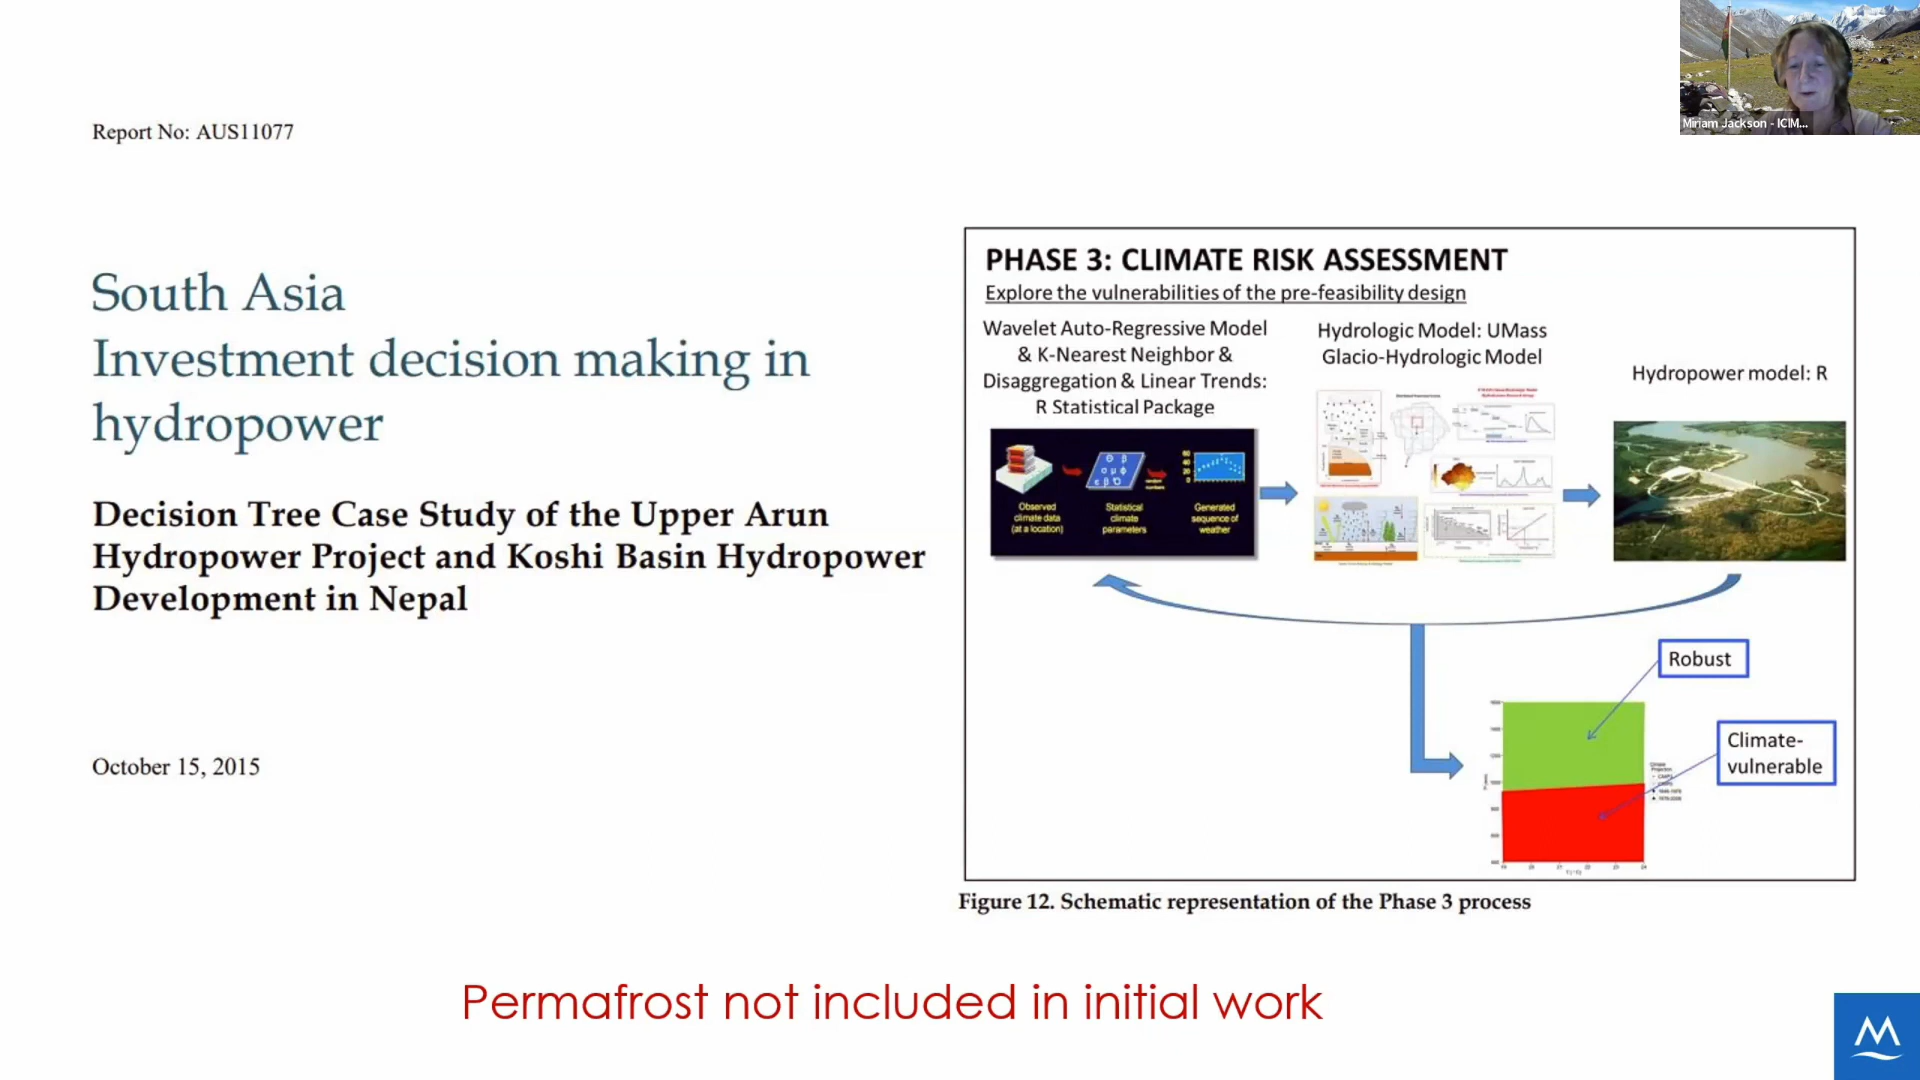 Miriam Jackson - ICIM...
Report No: AUS11077
South Asia
Investment decision making in
hydropower
Decision Tree Case Study of the Upper Arun
Hydropower Project and Koshi Basin Hydropower
Development in Nepal
October 15, 2015
PHASE 3: CLIMATE RISK ASSESSMENT
Explore the vulnerabilities of the pre-feasibility design
Wavelet Auto-Regressive Model
& K-Nearest Neighbor &
Disaggregation & Linear Trends:
R Statistical Package
Hydrologic Model: UMass
Glacio-Hydrologic Model
Hydropower model: R
Observed
climate data
(at a location)
Statistical
climate
parameters
random
numbers
Generated
sequence of
weather
Robust
Climate-
vulnerable
Figure 12. Schematic representation of the Phase 3 process
Permafrost not included in initial work